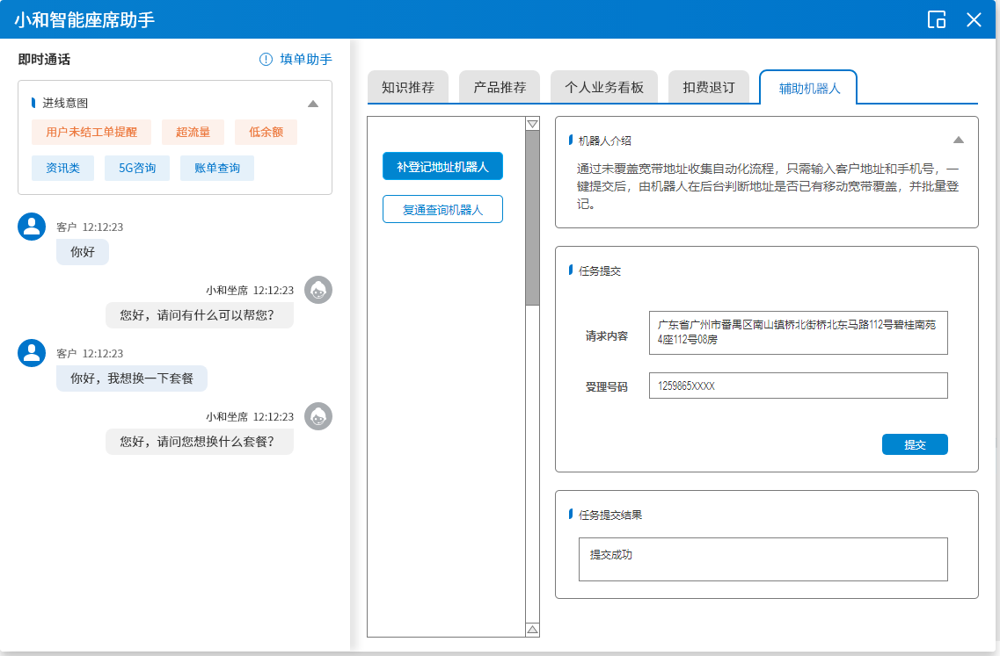 小和智能座席助手
即时通话
填单助手
进线意图
用户未结工单提醒
超流量
低余额
资讯类
5G咨询
账单查询
客户 12:12:23
你好
小和坐席 12:12:23
您好，请问有什么可以帮您？
客户 12:12:23
你好，我想换一下套餐
小和坐席 12:12:23
您好，请问您想换什么套餐？
知识推荐
产品推荐
个人业务看板
扣费退订
辅助机器人
补登记地址机器人
复通查询机器人
机器人介绍
通过未覆盖宽带地址收集自动化流程，只需输入客户地址和手机号，一
键提交后，由机器人在后台判断地址是否已有移动宽带覆盖，并批量登
记。
任务提交
请求内容
广东省广州市番禺区南山镇桥北街桥北东马路112号碧桂南苑
4座112号08房
受理号码
1259865XXXX
提交
任务提交结果
提交成功